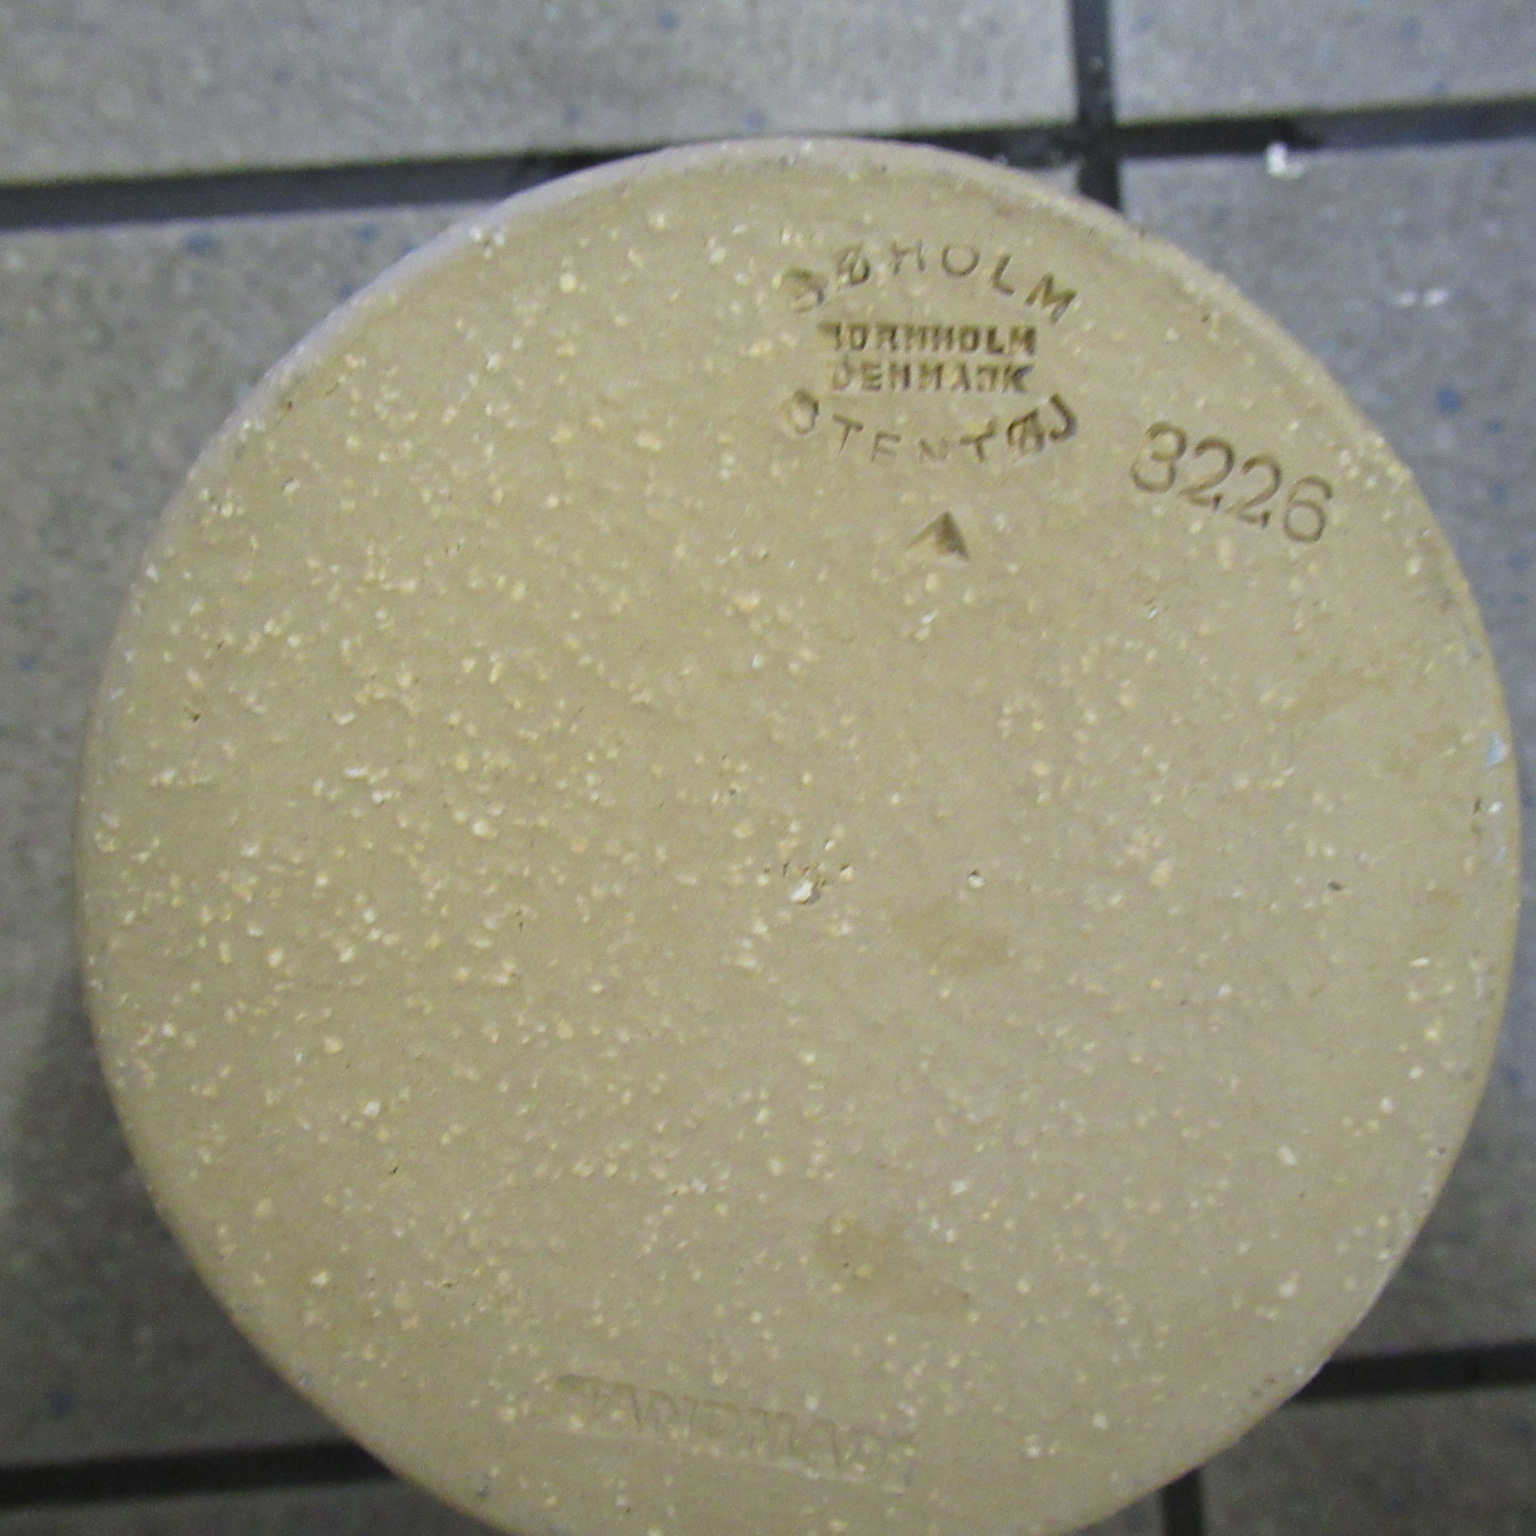 SØHOLM
BORNHOLM
DENMARK
STENTØJ
3226